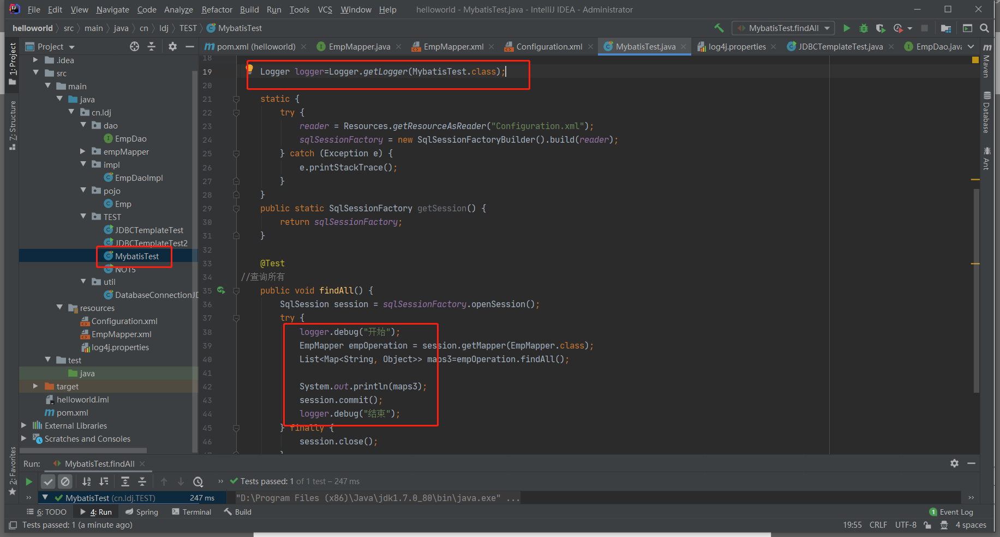 File Edit View Navigate Code Analyze Refactor Build Run Tools VCS Window Help helloworld - MybatisTest.java - IntelliJ IDEA - Administrator
helloworld src main java cn ldj TEST MybatisTest MybatisTest.findAll
Project pom.xml (helloworld) EmpMapper.java EmpMapper.xml Configuration.xml MybatisTest.java log4j.properties JDBCTemplateTest.java EmpDao.java
1: Project
7: Structure
2: Favorites
.idea
src
main
java
cn.ldj
dao
EmpDao
empMapper
impl
EmpDaoImpl
pojo
Emp
TEST
JDBCTemplateTest
JDBCTemplateTest2
MybatisTest
NOT5
util
DatabaseConnectionJD
resources
Configuration.xml
EmpMapper.xml
log4j.properties
test
java
target
helloworld.iml
pom.xml
External Libraries
Scratches and Consoles
18
19 Logger logger=Logger.getLogger(MybatisTest.class);
20
21 static {
22 try {
23 reader = Resources.getResourceAsReader("Configuration.xml");
24 sqlSessionFactory = new SqlSessionFactoryBuilder().build(reader);
25 } catch (Exception e) {
26 e.printStackTrace();
27 }
28 }
29 public static SqlSessionFactory getSession() {
30 return sqlSessionFactory;
31 }
32
33 @Test
34 //查询所有
35 public void findAll() {
36 SqlSession session = sqlSessionFactory.openSession();
37 try {
38 logger.debug("开始");
39 EmpMapper empOperation = session.getMapper(EmpMapper.class);
40 List<Map<String, Object>> maps3=empOperation.findAll();
41
42 System.out.println(maps3);
43 session.commit();
44 logger.debug("结束");
45 } finally {
46 session.close();
Maven
Database
Ant
Run: MybatisTest.findAll
Tests passed: 1 of 1 test – 247 ms
MybatisTest (cn.ldj.TEST) 247 ms "D:\Program Files (x86)\Java\jdk1.7.0_80\bin\java.exe" ...
6: TODO 4: Run Spring Terminal Build 1 Event Log
Tests passed: 1 (a minute ago) 19:55 CRLF UTF-8 4 spaces